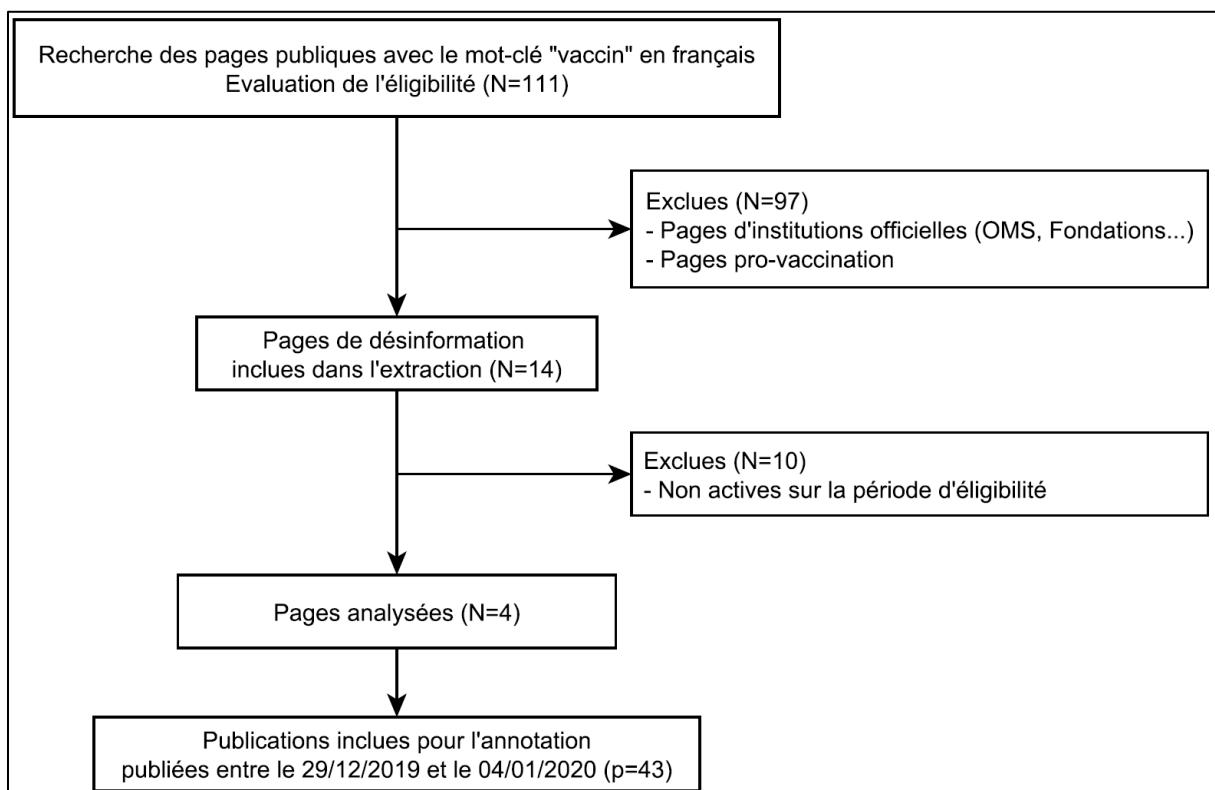 Recherche des pages publiques avec le mot-clé "vaccin" en français
Evaluation de l'éligibilité (N=111)
Exclues (N=97)
- Pages d'institutions officielles (OMS, Fondations...)
- Pages pro-vaccination
Pages de désinformation
inclues dans l'extraction (N=14)
Exclues (N=10)
- Non actives sur la période d'éligibilité
Pages analysées (N=4)
Publications inclues pour l'annotation
publiées entre le 29/12/2019 et le 04/01/2020 (p=43)